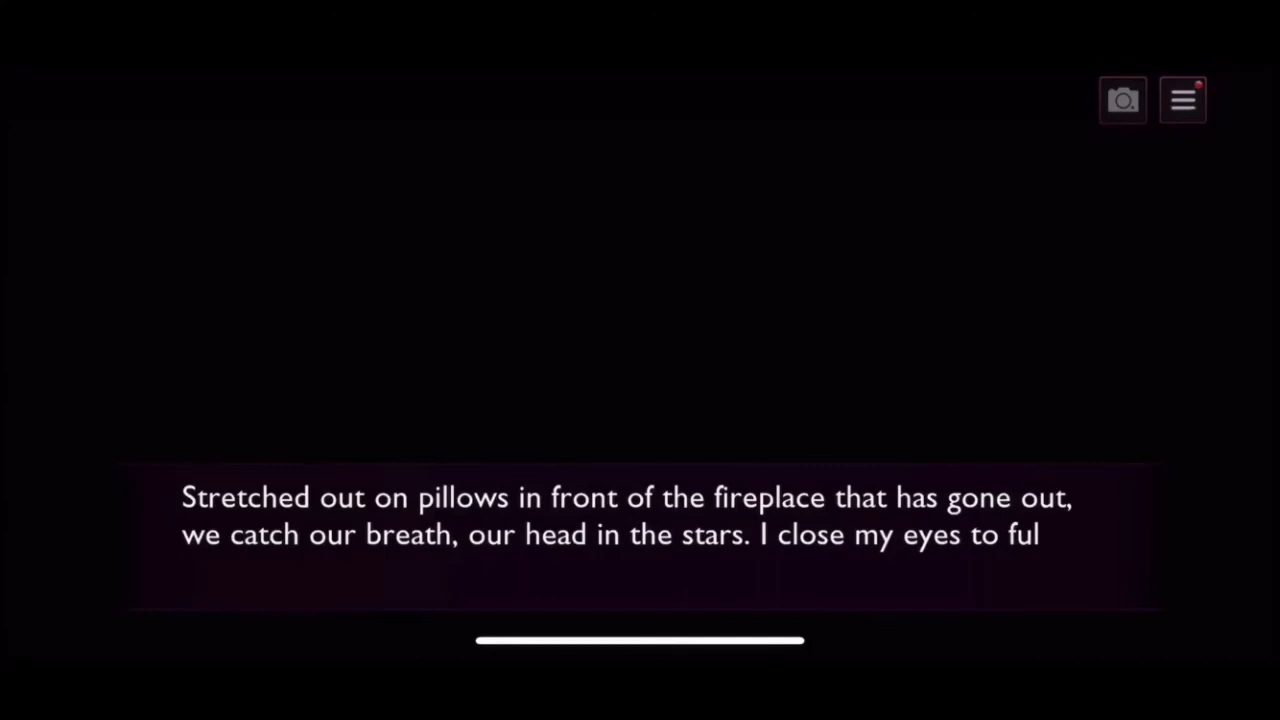 Stretched out on pillows in front of the fireplace that has gone out,
we catch our breath, our head in the stars. I close my eyes to ful